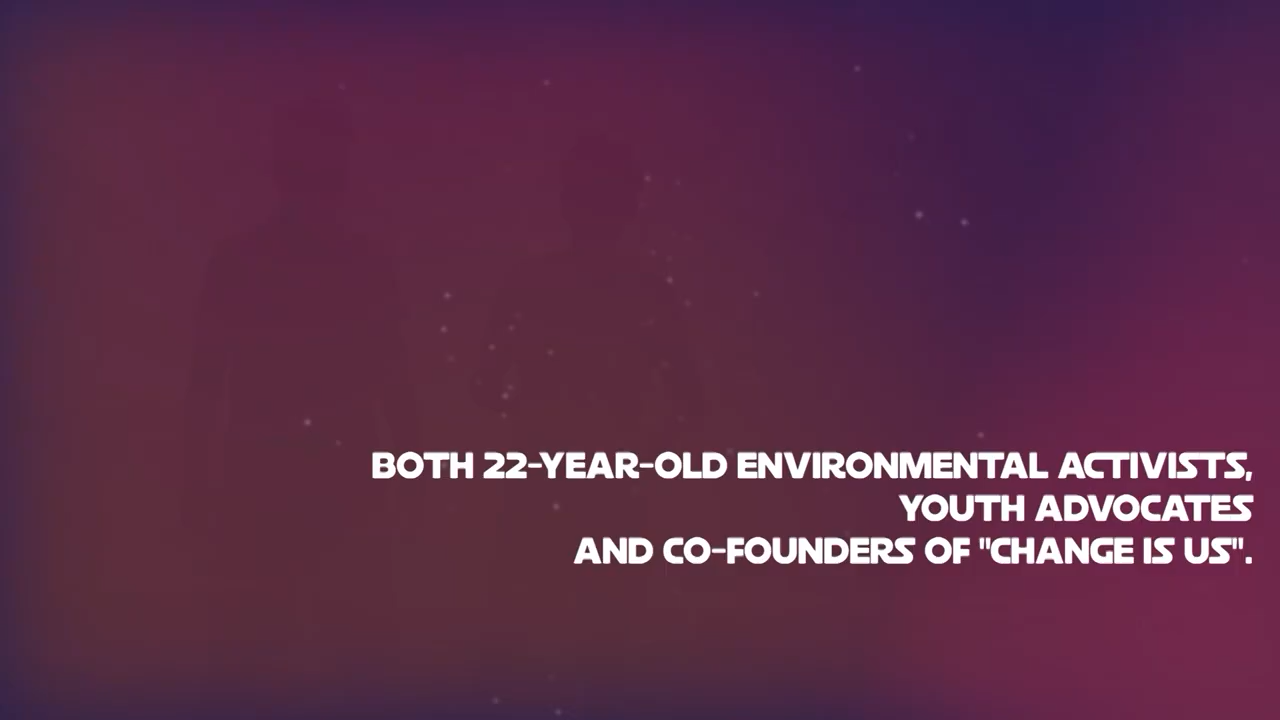 BOTH 22-YEAR-OLD ENVIRONMENTAL ACTIVISTS,
YOUTH ADVOCATES
AND CO-FOUNDERS OF "CHANGE IS US".